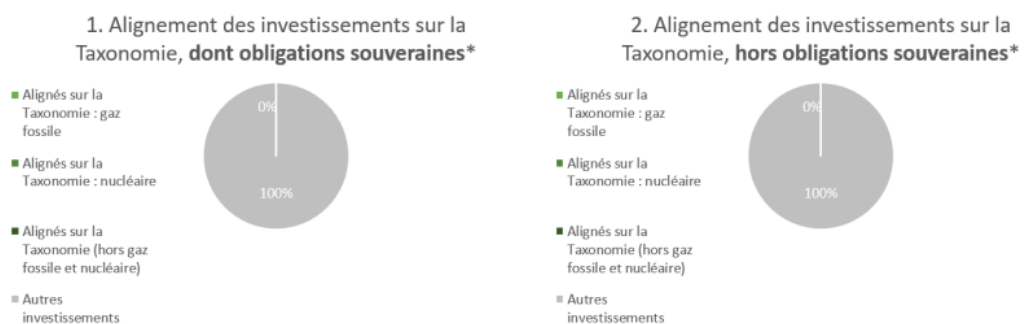 1. Alignement des investissements sur la
Taxonomie, dont obligations souveraines*
Alignés sur la
Taxonomie : gaz
fossile
Alignés sur la
Taxonomie : nucléaire
Alignés sur la
Taxonomie (hors gaz
fossile et nucléaire)
Autres
investissements
0%
100%
2. Alignement des investissements sur la
Taxonomie, hors obligations souveraines*
Alignés sur la
Taxonomie : gaz
fossile
Alignés sur la
Taxonomie : nucléaire
Alignés sur la
Taxonomie (hors gaz
fossile et nucléaire)
Autres
investissements
0%
100%